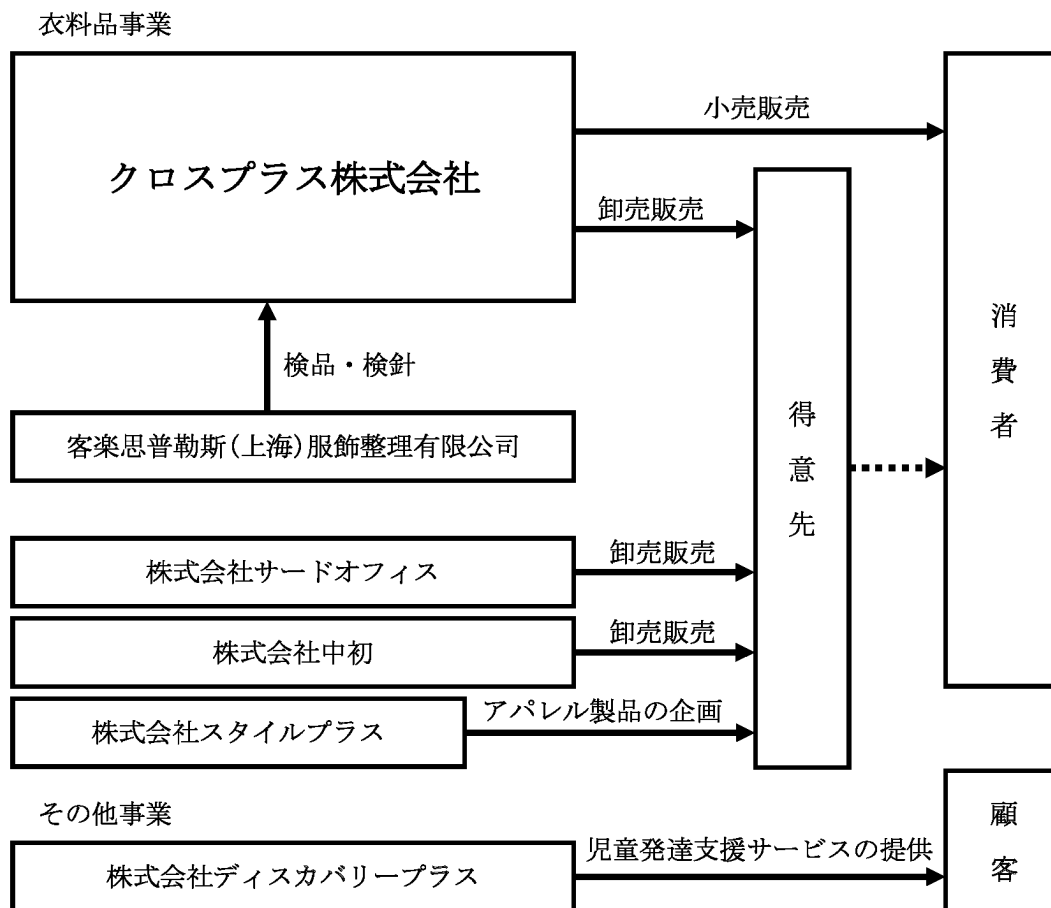 衣料品事業
クロスプラス株式会社
小売販売
卸売販売
検品・検針
客楽思普勒斯(上海)服飾整理有限公司
株式会社サードオフィス
卸売販売
株式会社中初
卸売販売
株式会社スタイルプラス
アパレル製品の企画
得意先
消費者
その他事業
株式会社ディスカバリープラス
児童発達支援サービスの提供
顧客